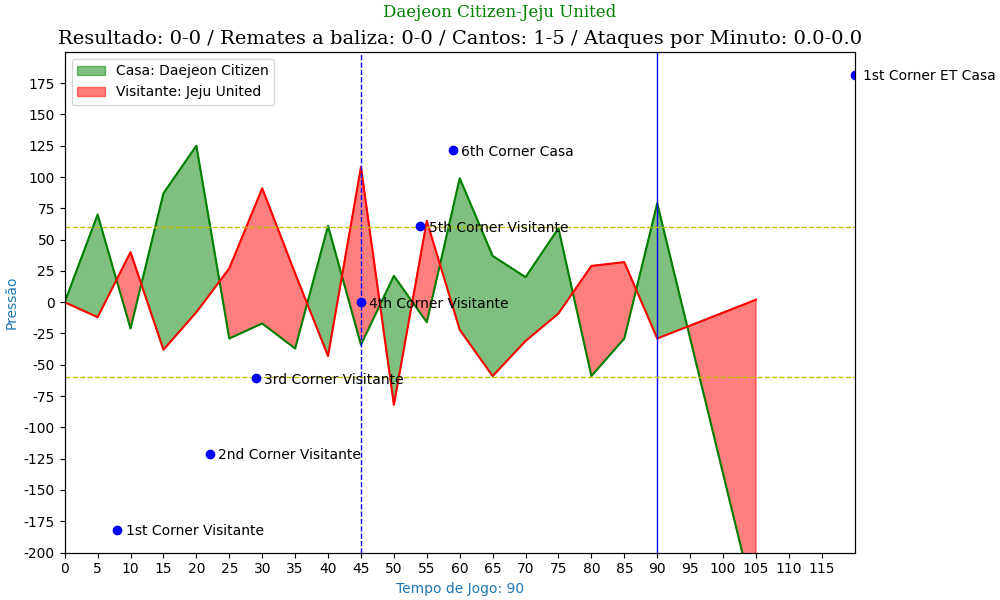 Daejeon Citizen-Jeju United
Resultado: 0-0 / Remates a baliza: 0-0 / Cantos: 1-5 / Ataques por Minuto: 0.0-0.0
Casa: Daejeon Citizen
Visitante: Jeju United
1st Corner ET Casa
6th Corner Casa
5th Corner Visitante
4th Corner Visitante
3rd Corner Visitante
2nd Corner Visitante
1st Corner Visitante
Pressão
175
150
125
100
75
50
25
0
-25
-50
-75
-100
-125
-150
-175
-200
0 5 10 15 20 25 30 35 40 45 50 55 60 65 70 75 80 85 90 95 100 105 110 115
Tempo de Jogo: 90